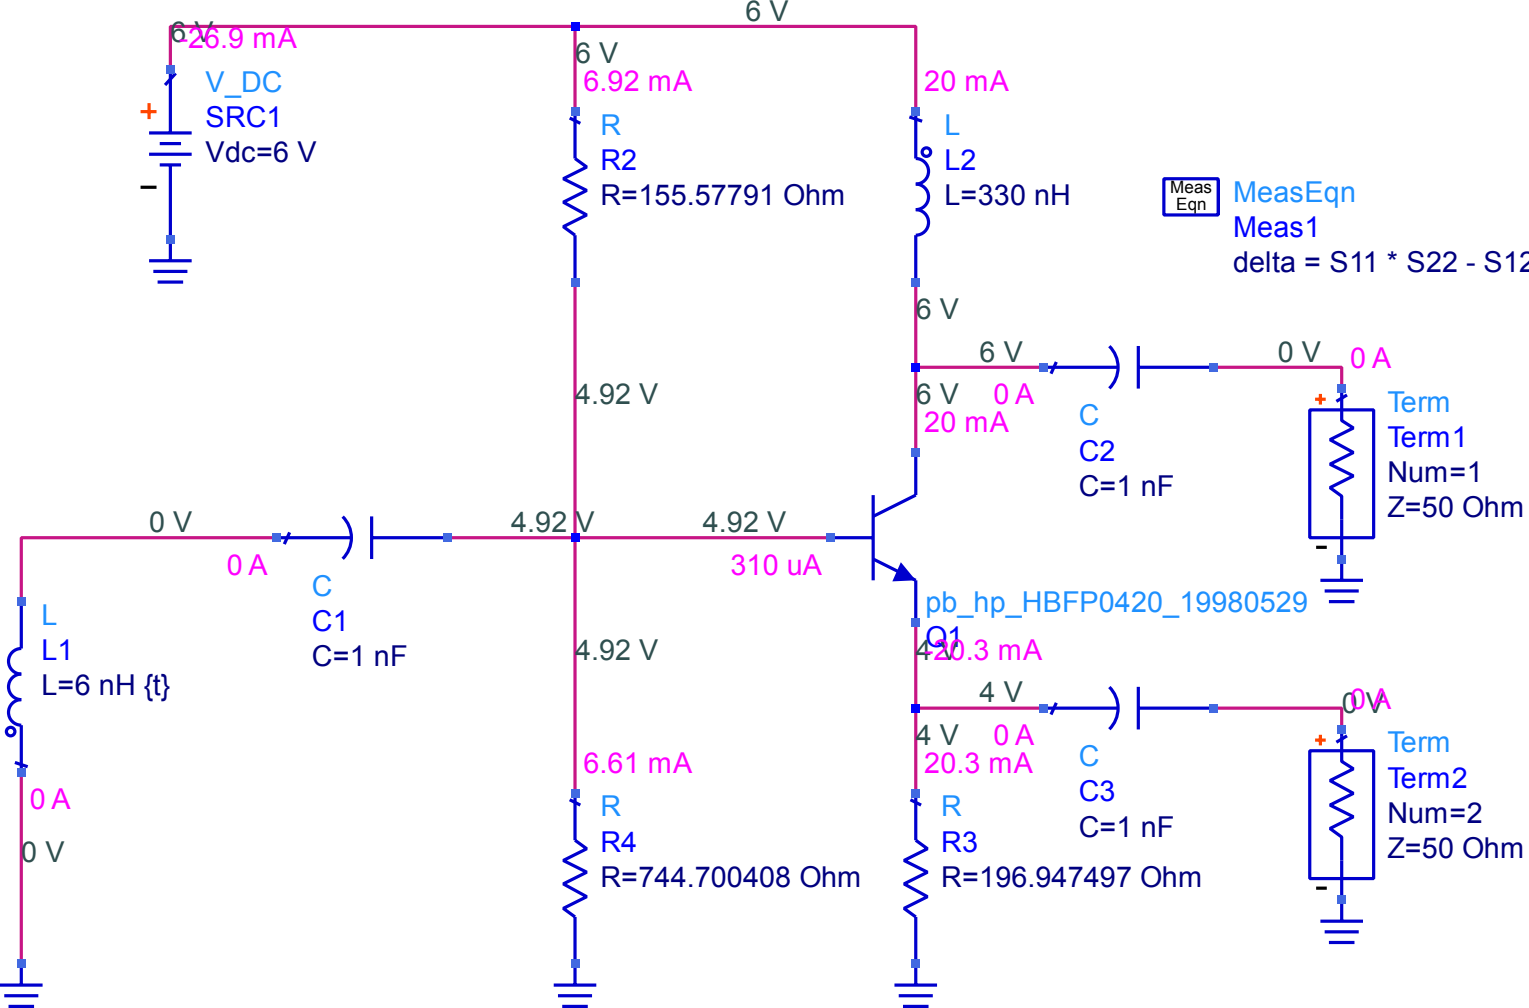 6 V
6 V
-26.9 mA
V_DC
SRC1
Vdc=6 V
+
−
6 V
6.92 mA
R
R2
R=155.57791 Ohm
20 mA
L
L2
L=330 nH
Meas
Eqn
MeasEqn
Meas1
delta = S11 * S22 - S12
6 V
4.92 V
6 V
0 A
6 V
20 mA
C
C2
C=1 nF
0 V
0 A
+
Term
Term1
Num=1
Z=50 Ohm
-
0 V
0 A
C
C1
C=1 nF
4.92 V
4.92 V
310 uA
pb_hp_HBFP0420_19980529
Q1
4 V
-20.3 mA
L
L1
L=6 nH {t}
0 A
0 V
4.92 V
6.61 mA
R
R4
R=744.700408 Ohm
4 V
0 A
4 V
20.3 mA
R
R3
R=196.947497 Ohm
C
C3
C=1 nF
0 V
0 A
+
Term
Term2
Num=2
Z=50 Ohm
-